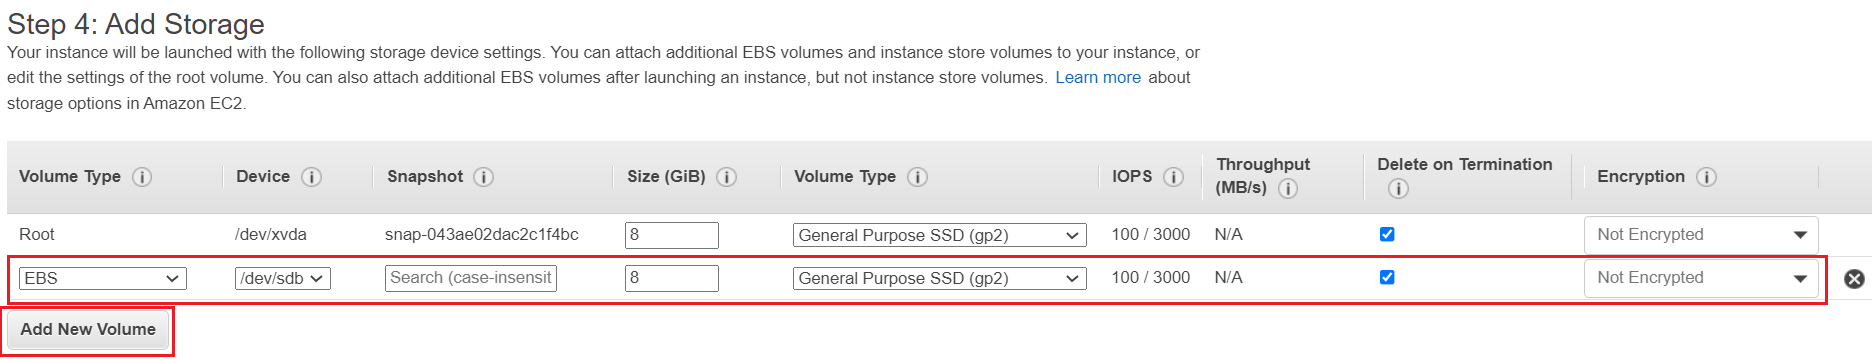 Step 4: Add Storage
Your instance will be launched with the following storage device settings. You can attach additional EBS volumes and instance store volumes to your instance, or
edit the settings of the root volume. You can also attach additional EBS volumes after launching an instance, but not instance store volumes. Learn more about
storage options in Amazon EC2.
Volume Type i Device i Snapshot i Size (GiB) i Volume Type i IOPS i Throughput (MB/s) i Delete on Termination i Encryption i
Root /dev/xvda snap-043ae02dac2c1f4bc 8 General Purpose SSD (gp2) 100 / 3000 N/A Not Encrypted
EBS /dev/sdb Search (case-insensit 8 General Purpose SSD (gp2) 100 / 3000 N/A Not Encrypted
Add New Volume